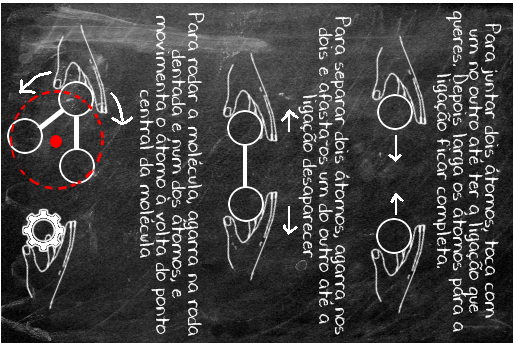 Para juntar dois átomos, toca com
um no outro até ter a ligação que
queres. Depois larga os átomos para a
ligação ficar completa.
Para separar dois átomos, agarra nos
dois e afasta-os um do outro até a
ligação desaparecer
Para rodar a molécula, agarra na roda
dentada e num dos átomos, e
movimenta o átomo à volta do ponto
central da molécula